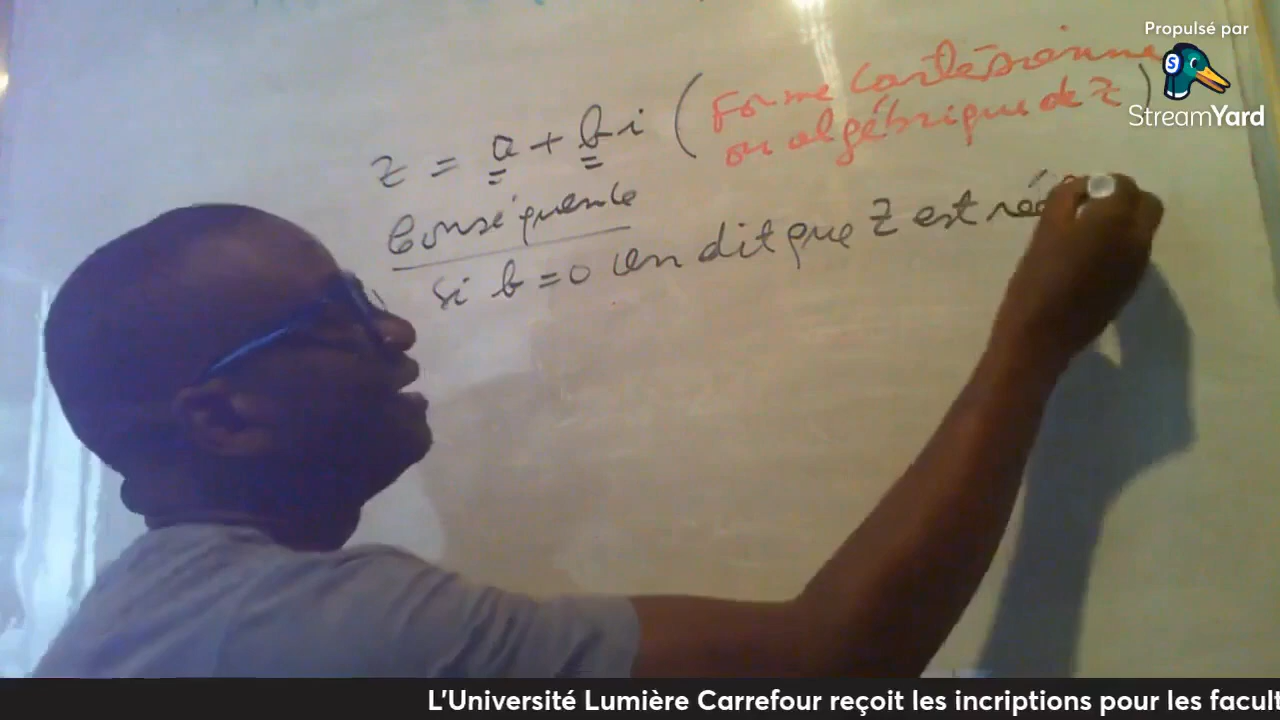 Propulsé par
StreamYard
z = a + bi (Forme Cartésienne
ou algébrique de Z)
Conséquence
Si b = 0 on dit que Z est rée
L'Université Lumière Carrefour reçoit les incriptions pour les facult